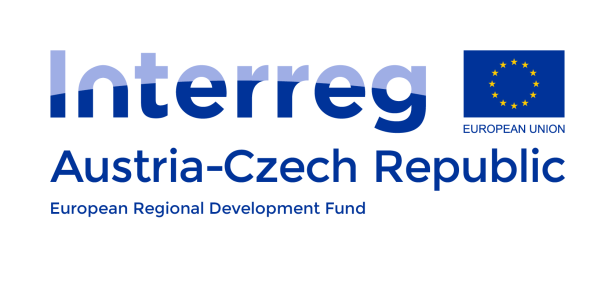 Interreg
EUROPEAN UNION
Austria-Czech Republic
European Regional Development Fund